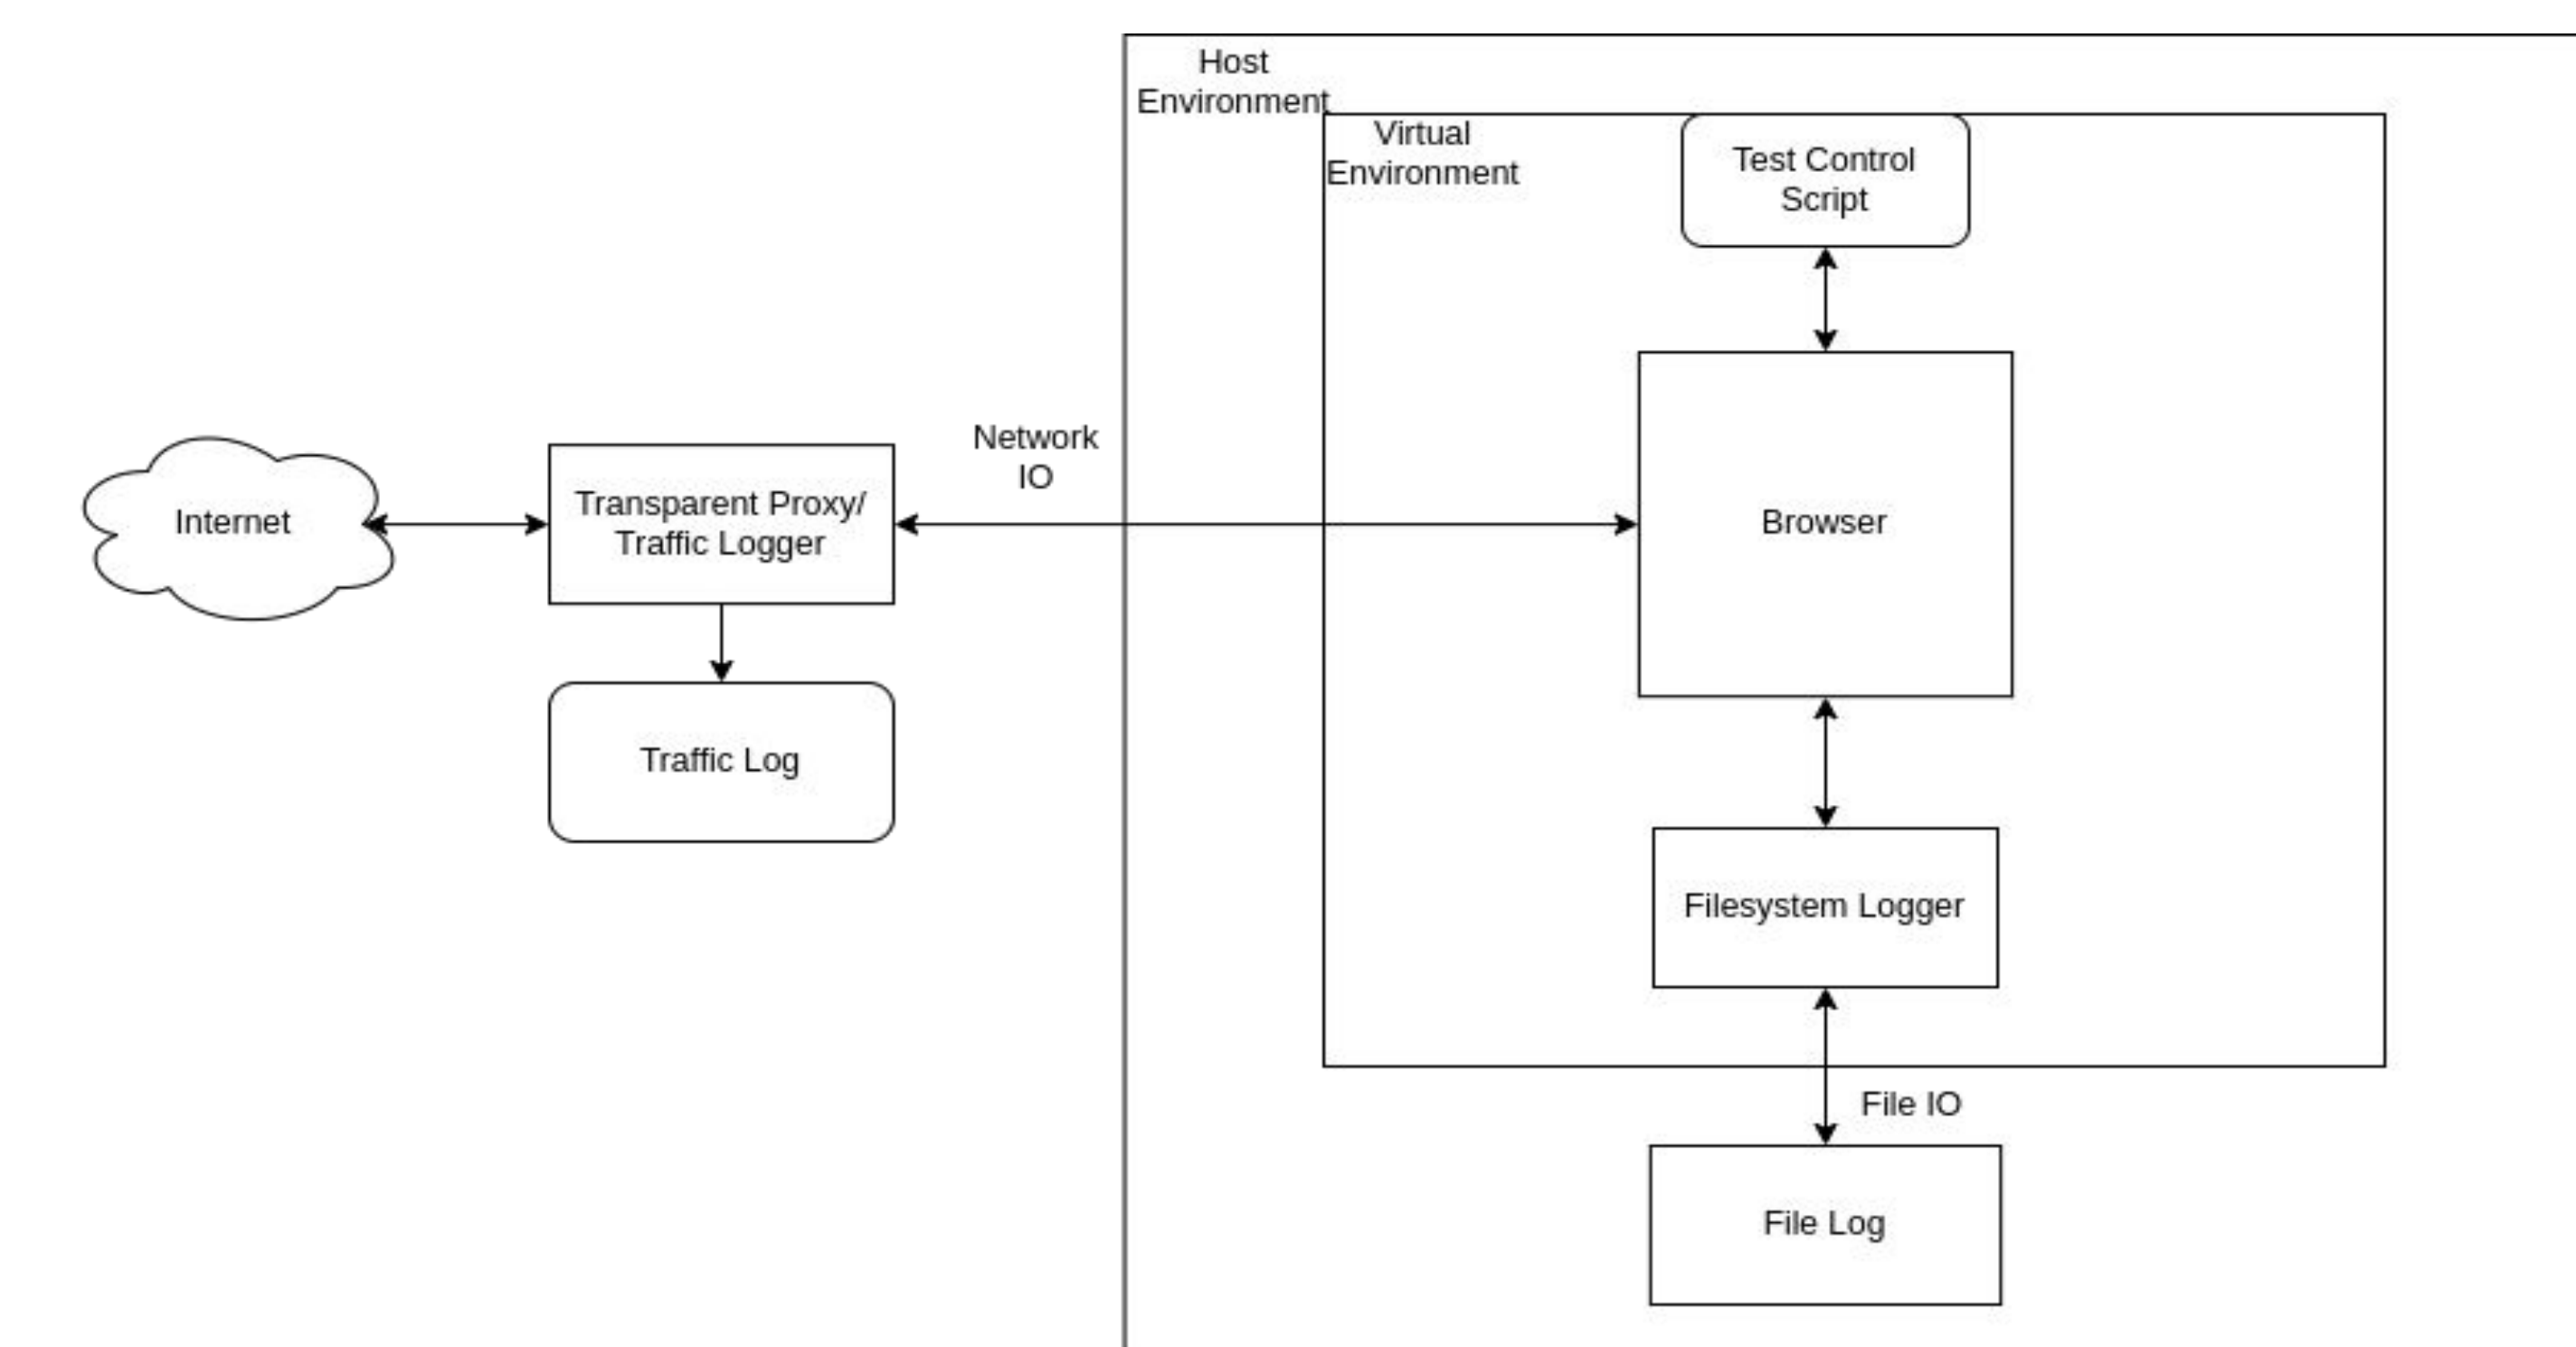 Host
Environment
Virtual
Environment
Test Control
Script
Network
IO
Internet
Transparent Proxy/
Traffic Logger
Browser
Traffic Log
Filesystem Logger
File IO
File Log